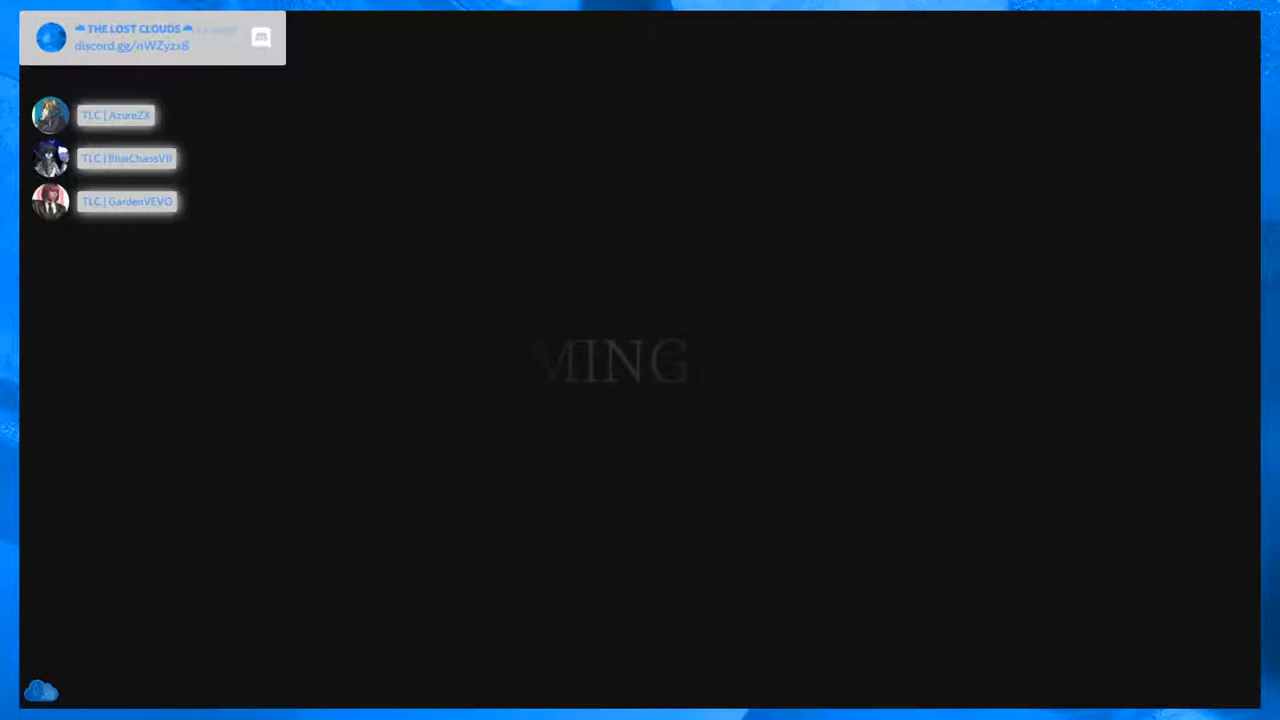 THE LOST CLOUDS
discord.gg/nWZyzx8
TLC | AzureZX
TLC | BlueChaosVII
TLC | GardenVEVO
MING